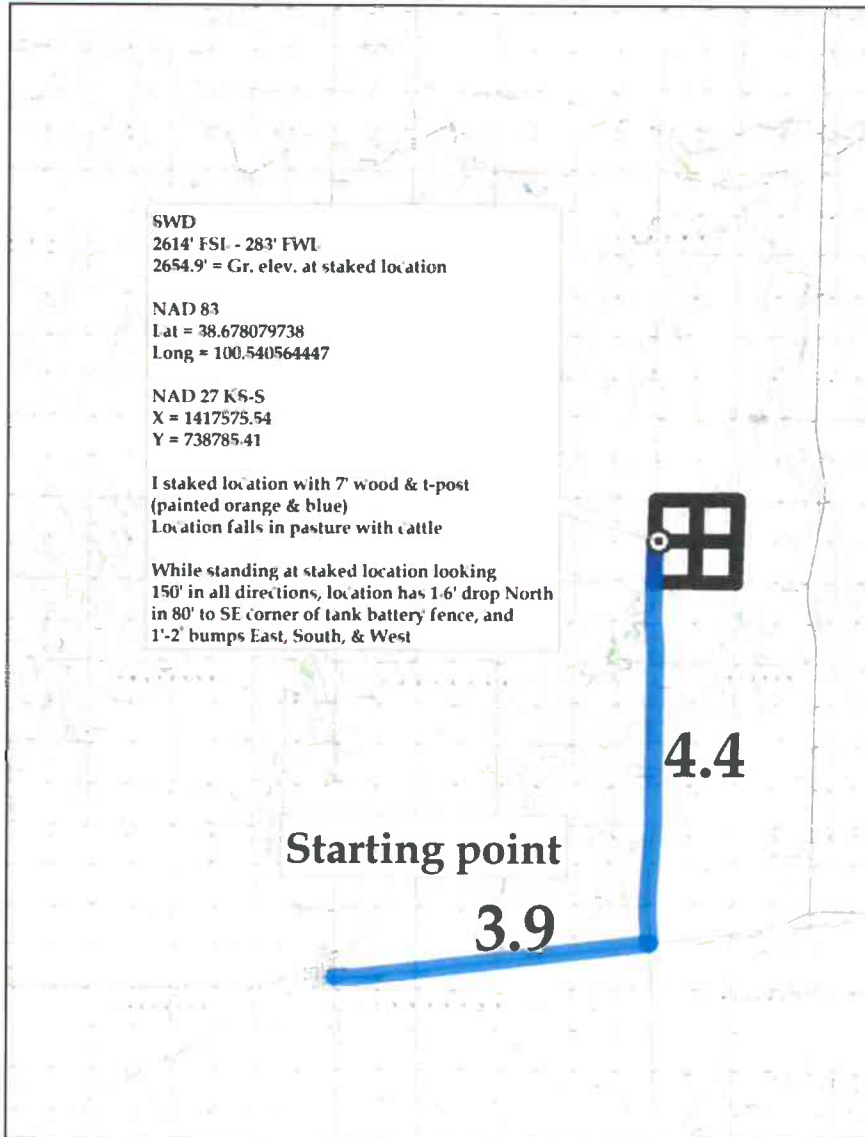 SWD
2614' FSL - 283' FWL
2654.9' = Gr. elev. at staked location
NAD 83
Lat = 38.678079738
Long = 100.540564447
NAD 27 KS-S
X = 1417575.54
Y = 738785.41
I staked location with 7' wood & t-post
(painted orange & blue)
Location falls in pasture with cattle
While standing at staked location looking
150' in all directions, location has 1.6' drop North
in 80' to SE corner of tank battery fence, and
1'-2' bumps East, South, & West
4.4
Starting point
3.9